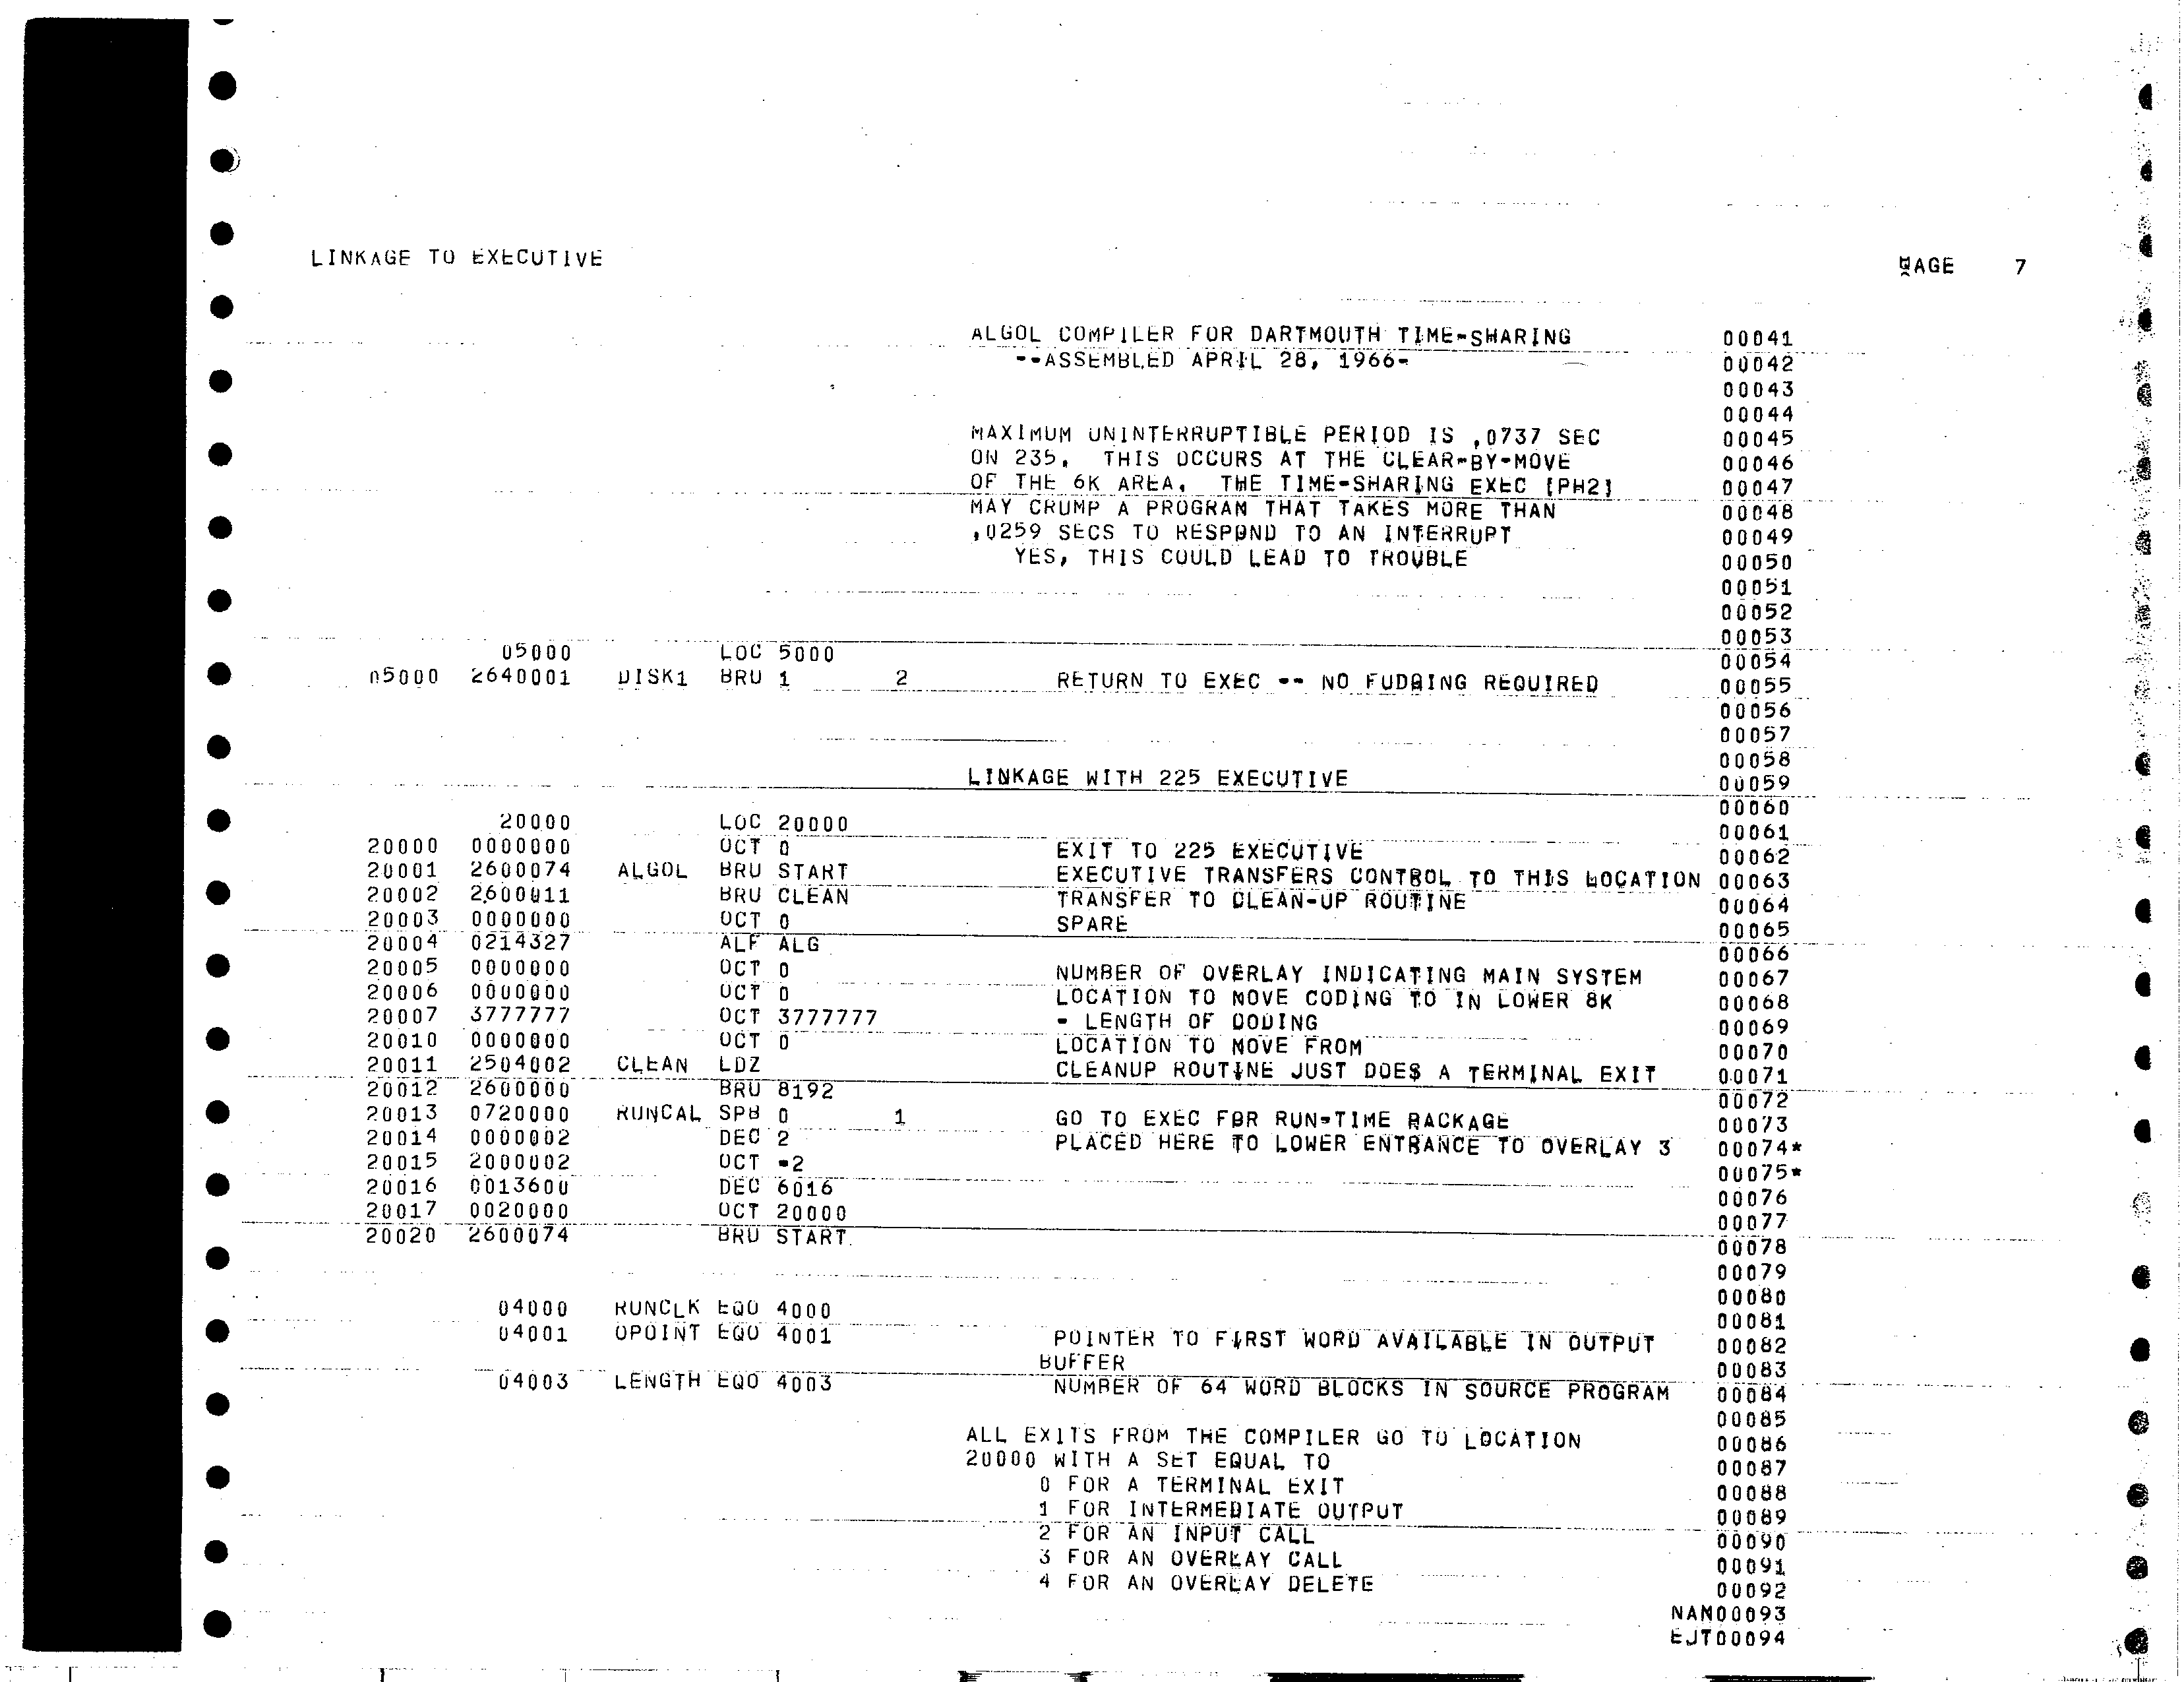 LINKAGE TO EXECUTIVE PAGE 7
ALGOL COMPILER FOR DARTMOUTH TIME-SHARING 00041
--ASSEMBLED APRIL 28, 1966- 00042
00043
00044
MAXIMUM UNINTERRUPTIBLE PERIOD IS ,0737 SEC 00045
ON 235, THIS OCCURS AT THE CLEAR-BY-MOVE 00046
OF THE 6K AREA, THE TIME-SHARING EXEC [PH2] 00047
MAY CRUMP A PROGRAM THAT TAKES MORE THAN 00048
,0259 SECS TO RESPOND TO AN INTERRUPT 00049
YES, THIS COULD LEAD TO TROUBLE 00050
00051
00052
00053
05000 LOC 5000 00054
05000 2640001 DISK1 BRU 1 2 RETURN TO EXEC -- NO FUDGING REQUIRED 00055
00056
00057
00058
LINKAGE WITH 225 EXECUTIVE 00059
00060
20000 LOC 20000 00061
20000 0000000 OCT 0 EXIT TO 225 EXECUTIVE 00062
20001 2600074 ALGOL BRU START EXECUTIVE TRANSFERS CONTROL TO THIS LOCATION 00063
20002 2600011 BRU CLEAN TRANSFER TO CLEAN-UP ROUTINE 00064
20003 0000000 OCT 0 SPARE 00065
20004 0214327 ALF ALG 00066
20005 0000000 OCT 0 NUMBER OF OVERLAY INDICATING MAIN SYSTEM 00067
20006 0000000 OCT 0 LOCATION TO MOVE CODING TO IN LOWER 8K 00068
20007 3777777 OCT 3777777 - LENGTH OF CODING 00069
20010 0000000 OCT 0 LOCATION TO MOVE FROM 00070
20011 2504002 CLEAN LDZ CLEANUP ROUTINE JUST DOES A TERMINAL EXIT 00071
20012 2600000 BRU 8192 00072
20013 0720000 RUNCAL SPB 0 1 GO TO EXEC FOR RUN-TIME PACKAGE 00073
20014 0000002 DEC 2 PLACED HERE TO LOWER ENTRANCE TO OVERLAY 3 00074*
20015 2000002 OCT -2 00075*
20016 0013600 DEC 6016 00076
20017 0020000 OCT 20000 00077
20020 2600074 BRU START 00078
00079
04000 RUNCLK EQO 4000 00080
00081
04001 OPOINT EQO 4001 POINTER TO FIRST WORD AVAILABLE IN OUTPUT 00082
BUFFER 00083
04003 LENGTH EQO 4003 NUMBER OF 64 WORD BLOCKS IN SOURCE PROGRAM 00084
00085
ALL EXITS FROM THE COMPILER GO TO LOCATION 00086
20000 WITH A SET EQUAL TO 00087
0 FOR A TERMINAL EXIT 00088
1 FOR INTERMEDIATE OUTPUT 00089
2 FOR AN INPUT CALL 00090
3 FOR AN OVERLAY CALL 00091
4 FOR AN OVERLAY DELETE 00092
NAM00093
EJT00094